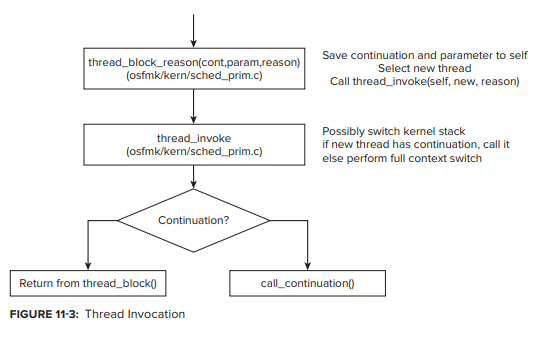 thread_block_reason(cont,param,reason)
(osfmk/kern/sched_prim.c)
Save continuation and parameter to self
Select new thread
Call thread_invoke(self, new, reason)
thread_invoke
(osfmk/kern/sched_prim.c)
Possibly switch kernel stack
if new thread has continuation, call it
else perform full context switch
Continuation?
Return from thread_block()
call_continuation()
FIGURE 11-3: Thread Invocation